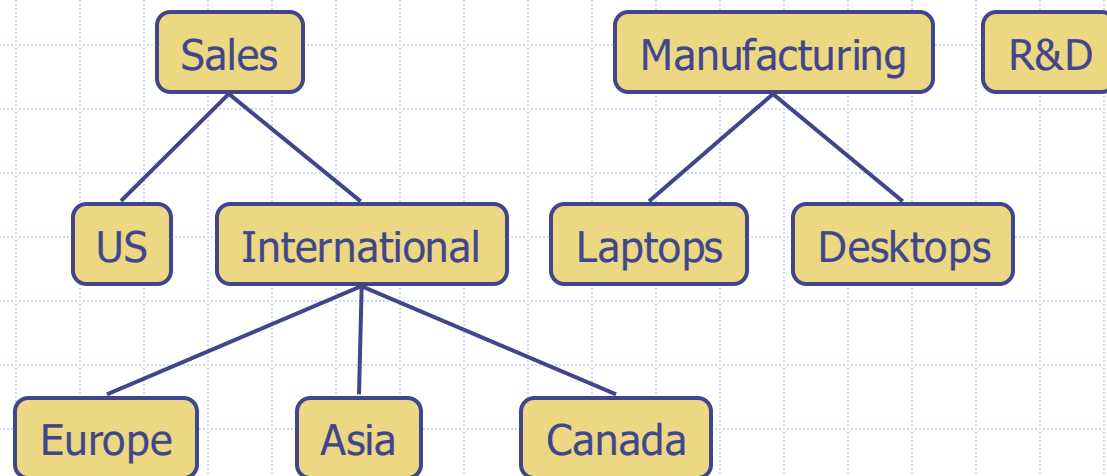 Sales
Manufacturing
R&D
US
International
Laptops
Desktops
Europe
Asia
Canada